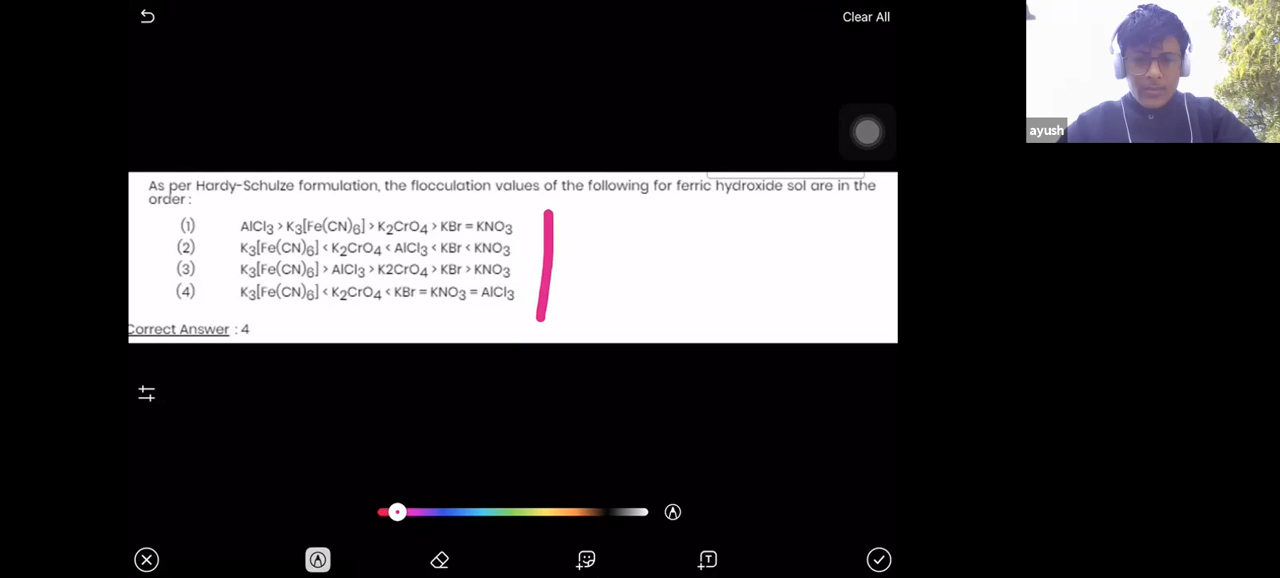 Clear All
ayush
As per Hardy-Schulze formulation, the flocculation values of the following for ferric hydroxide sol are in the
order :
(1) AlCl3 > K3[Fe(CN)6] > K2CrO4 > KBr = KNO3
(2) K3[Fe(CN)6] < K2CrO4 < AlCl3 < KBr < KNO3
(3) K3[Fe(CN)6] > AlCl3 > K2CrO4 > KBr > KNO3
(4) K3[Fe(CN)6] < K2CrO4 < KBr = KNO3 = AlCl3
Correct Answer : 4